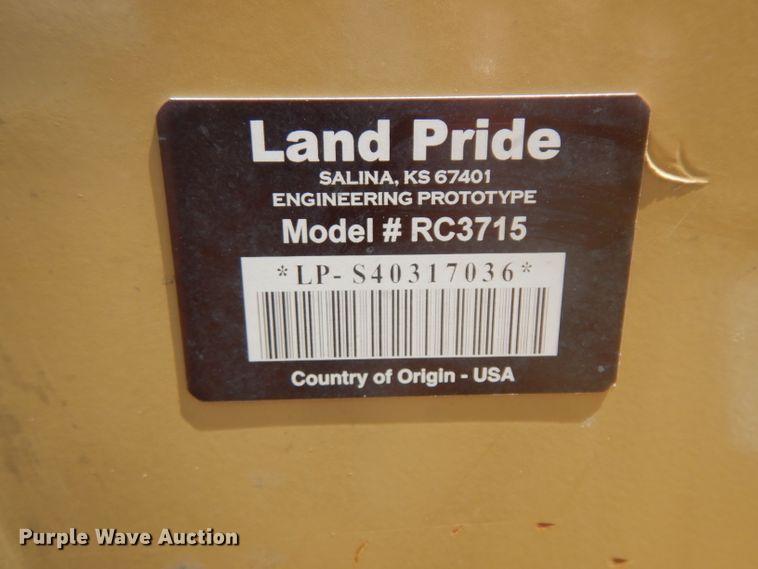 Land Pride
SALINA, KS 67401
ENGINEERING PROTOTYPE
Model # RC3715
*LP- S40317036*
Country of Origin - USA
Purple Wave Auction